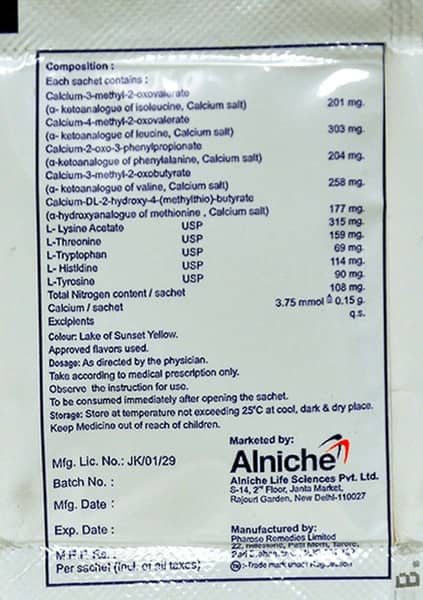 Composition :
Each sachet contains :
Calcium-3-methyl-2-oxovalerate
(α- ketoanalogue of isoleucine, Calcium salt) 201 mg.
Calcium-4-methyl-2-oxovalerate
(α- ketoanalogue of leucine, Calcium salt) 303 mg.
Calcium-2-oxo-3-phenylpropionate
(α-ketoanalogue of phenylalanine, Calcium salt) 204 mg.
Calcium-3-methyl-2-oxobutyrate
(α- ketoanalogue of valine, Calcium salt) 258 mg.
Calcium-DL-2-hydroxy-4-(methylthio)-butyrate
(α-hydroxyanalogue of methionine , Calcium salt) 177 mg.
L- Lysine Acetate USP 315 mg.
L-Threonine USP 159 mg.
L-Tryptophan USP 69 mg.
L- Histidine USP 114 mg.
L-Tyrosine USP 90 mg.
Total Nitrogen content / sachet 108 mg.
Calcium / sachet 3.75 mmol ≙ 0.15 g.
Excipients q.s.
Colour: Lake of Sunset Yellow.
Approved flavors used.
Dosage: As directed by the physician.
Take according to medical prescription only.
Observe the instruction for use.
To be consumed immediately after opening the sachet.
Storage: Store at temperature not exceeding 25°C at cool, dark & dry place.
Keep Medicine out of reach of children.
Mfg. Lic. No.: JK/01/29
Batch No. :
Mfg. Date :
Exp. Date :
M.R.P. Rs. :
Per sachet (incl. of all taxes)
Marketed by:
Alniche
Alniche Life Sciences Pvt. Ltd.
S-14, 2nd Floor, Janta Market,
Rajouri Garden, New Delhi-110027
Manufactured by:
Pharose Remedies Limited
22, Milestone, Patli Morh, Tarore,
-Trade mark under Registration
B